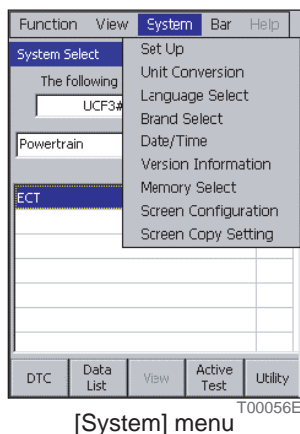 Function View System Bar Help
System Select
Set Up
Unit Conversion
Language Select
Brand Select
Date/Time
Version Information
Memory Select
Screen Configuration
Screen Copy Setting
The following
UCF3#
Powertrain
ECT
DTC
Data List
View
Active Test
Utility
T00056E
[System] menu